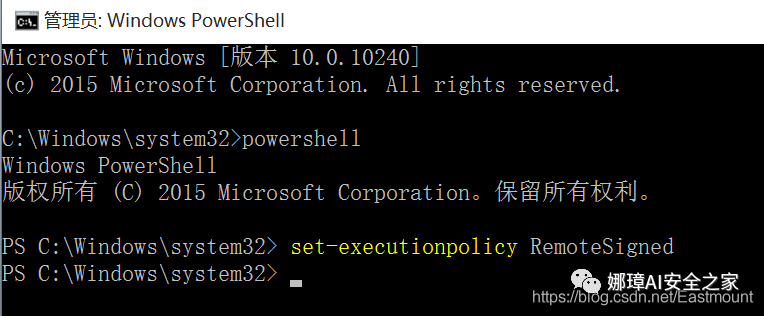 管理员: Windows PowerShell
Microsoft Windows [版本 10.0.10240]
(c) 2015 Microsoft Corporation. All rights reserved.
C:\Windows\system32>powershell
Windows PowerShell
版权所有 (C) 2015 Microsoft Corporation。保留所有权利。
PS C:\Windows\system32> set-executionpolicy RemoteSigned
PS C:\Windows\system32>
娜璋AI安全之家
https://blog.csdn.net/Eastmount